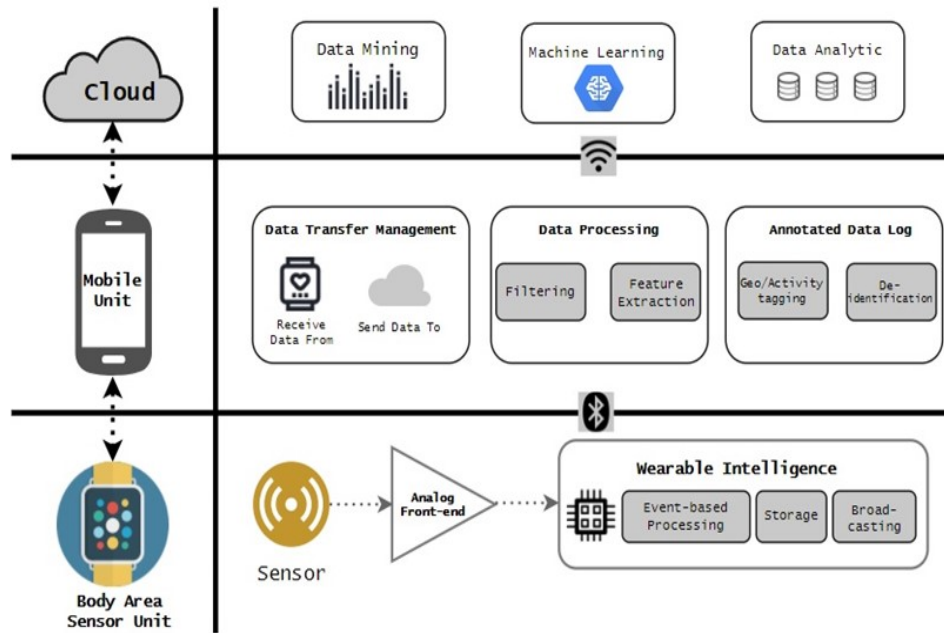 Cloud
Data Mining
Machine Learning
Data Analytic
Mobile
Unit
Data Transfer Management
Receive
Data From
Send Data To
Data Processing
Filtering
Feature
Extraction
Annotated Data Log
Geo/Activity
tagging
De-
identification
Body Area
Sensor Unit
Sensor
Analog
Front-end
Wearable Intelligence
Event-based
Processing
Storage
Broad-
casting